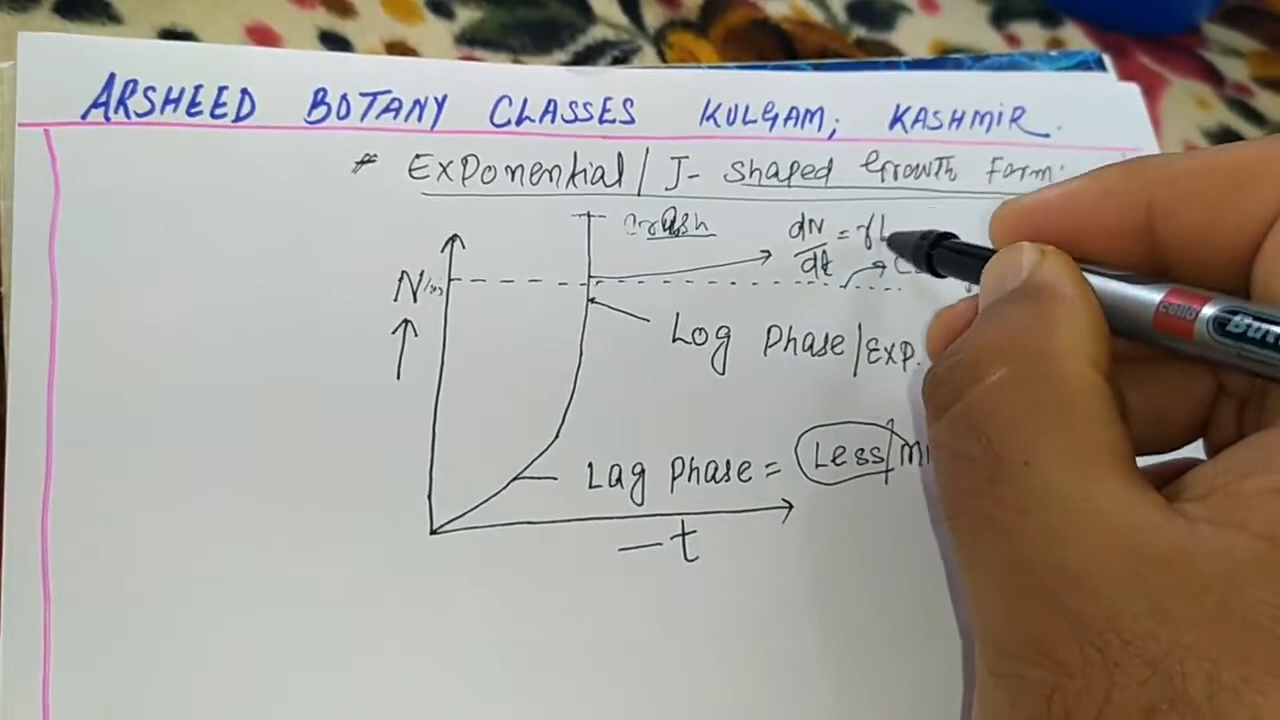 ARSHEED BOTANY CLASSES KULGAM; KASHMIR.
# Exponential / J- Shaped Growth Form:
Crash
dN/dt = r
N
Log Phase/Exp.
Lag Phase = Less/
— t
cello